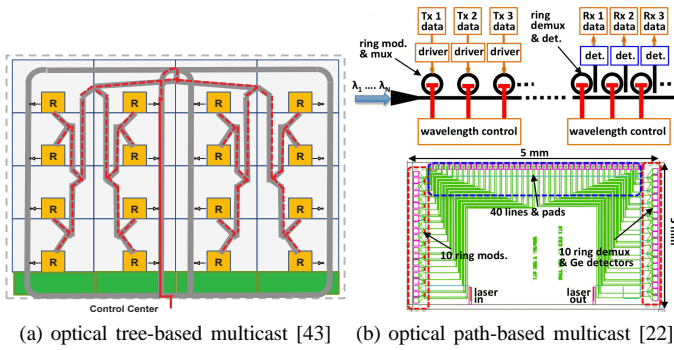 R R R R
R R R R
R R R R
R R R R
Control Center
(a) optical tree-based multicast [43]
Tx 1 data
Tx 2 data
Tx 3 data
ring mod. & mux
driver driver driver
ring demux & det.
Rx 1 data
Rx 2 data
Rx 3 data
det. det. det.
λ1 .... λN
wavelength control
wavelength control
5 mm
40 lines & pads
10 ring mods.
10 ring demux
& Ge detectors
laser in
laser out
(b) optical path-based multicast [22]